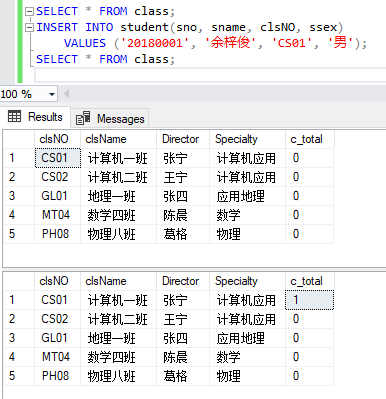 SELECT * FROM class;
INSERT INTO student(sno, sname, clsNO, ssex)
VALUES ('20180001', '余梓俊', 'CS01', '男');
SELECT * FROM class;
100 %
Results Messages
clsNO clsName Director Specialty c_total
1 CS01 计算机一班 张宁 计算机应用 0
2 CS02 计算机二班 王宁 计算机应用 0
3 GL01 地理一班 张四 应用地理 0
4 MT04 数学四班 陈晨 数学 0
5 PH08 物理八班 葛格 物理 0
clsNO clsName Director Specialty c_total
1 CS01 计算机一班 张宁 计算机应用 1
2 CS02 计算机二班 王宁 计算机应用 0
3 GL01 地理一班 张四 应用地理 0
4 MT04 数学四班 陈晨 数学 0
5 PH08 物理八班 葛格 物理 0